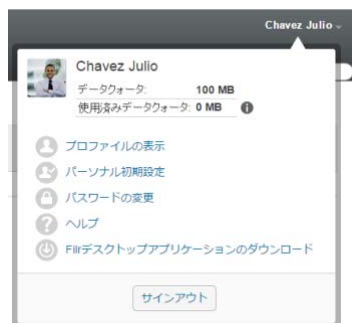 Chavez Julio
Chavez Julio
データクォータ: 100 MB
使用済みデータクォータ: 0 MB
プロファイルの表示
パーソナル初期設定
パスワードの変更
ヘルプ
Filrデスクトップアプリケーションのダウンロード
サインアウト